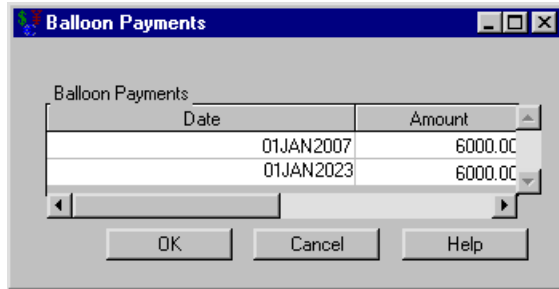 Balloon Payments
Balloon Payments
Date Amount
01JAN2007 6000.00
01JAN2023 6000.00
OK Cancel Help